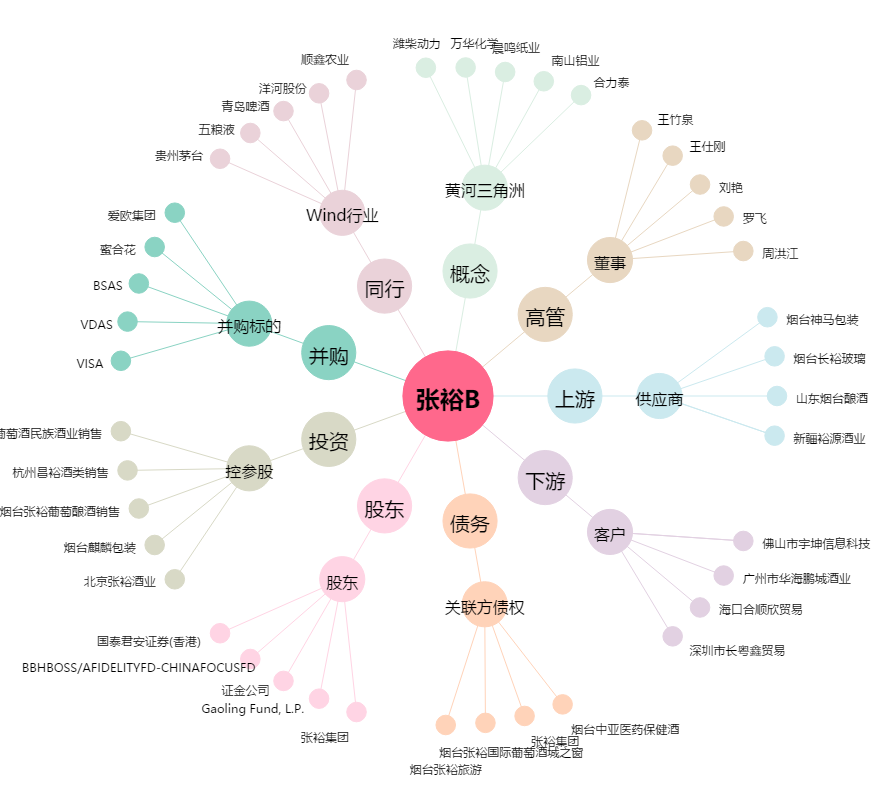 潍柴动力
万华化学
晨鸣纸业
南山铝业
合力泰
黄河三角洲
概念
顺鑫农业
洋河股份
青岛啤酒
五粮液
贵州茅台
Wind行业
同行
王竹泉
王仕刚
刘艳
罗飞
周洪江
董事
高管
爱欧集团
蜜合花
BSAS
VDAS
VISA
并购标的
并购
张裕B
上游
供应商
烟台神马包装
烟台长裕玻璃
山东烟台酿酒
新疆裕源酒业
葡萄酒民族酒业销售
杭州昌裕酒类销售
烟台张裕葡萄酿酒销售
烟台麒麟包装
北京张裕酒业
控参股
投资
下游
客户
佛山市宇坤信息科技
广州市华海鹏城酒业
海口合顺欣贸易
深圳市长粤鑫贸易
股东
股东
国泰君安证券(香港)
BBHBOSS/AFIDELITYFD-CHINAFOCUSFD
证金公司
Gaoling Fund, L.P.
张裕集团
债务
关联方债权
烟台中亚医药保健酒
张裕集团
烟台张裕国际葡萄酒城之窗
烟台张裕旅游